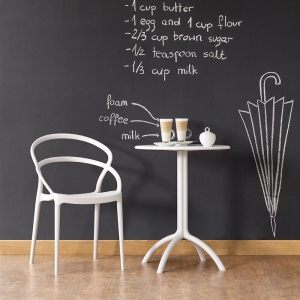 -1 cup butter
-1 egg and 1 cup flour
-2/3 cup brown sugar
-1/2 teaspoon salt
-1/3 cup milk
foam
coffee
milk